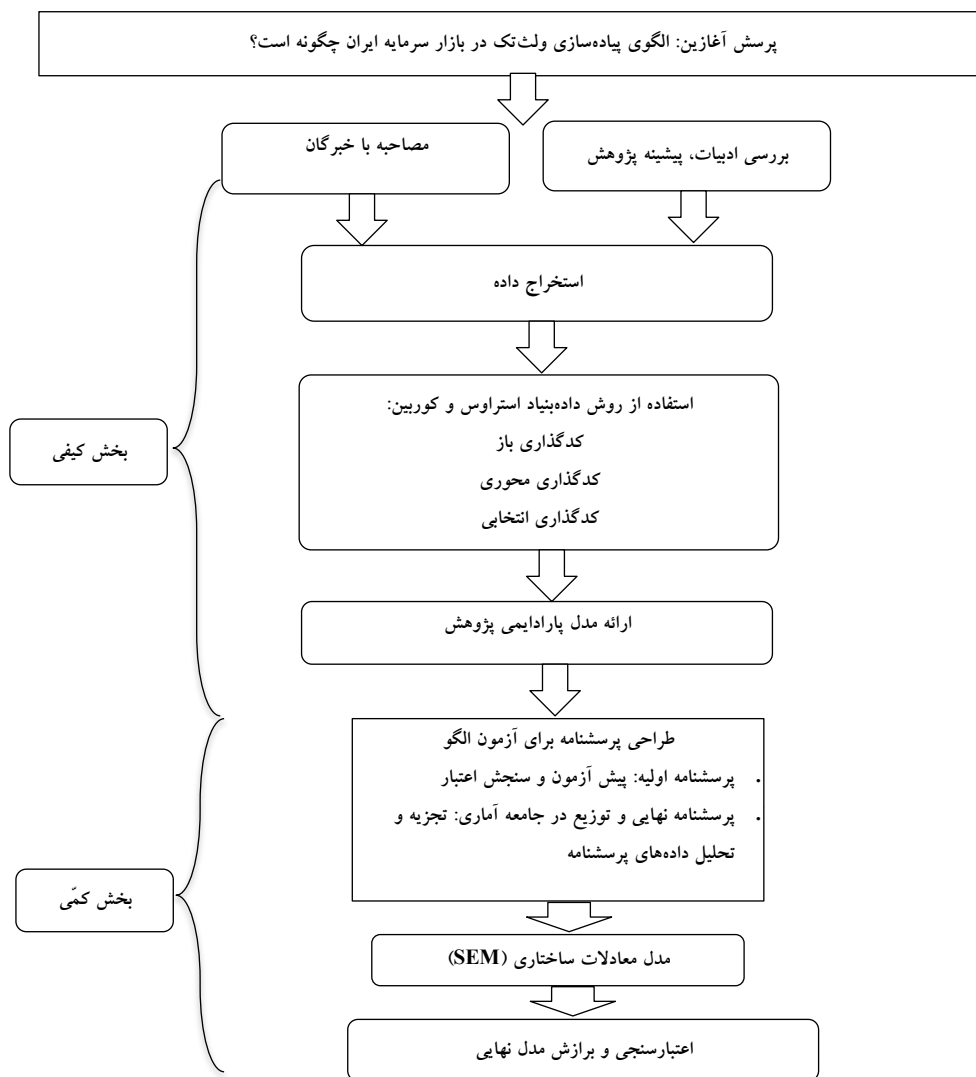 پرسش آغازین: الگوی پیاده‌سازی ولث‌تک در بازار سرمایه ایران چگونه است؟
بررسی ادبیات، پیشینه پژوهش
مصاحبه با خبرگان
استخراج داده
استفاده از روش داده‌بنیاد استراوس و کوربین:
کدگذاری باز
کدگذاری محوری
کدگذاری انتخابی
بخش کیفی
ارائه مدل پارادایمی پژوهش
طراحی پرسشنامه برای آزمون الگو
• پرسشنامه اولیه: پیش آزمون و سنجش اعتبار
• پرسشنامه نهایی و توزیع در جامعه آماری: تجزیه و
تحلیل داده‌های پرسشنامه
بخش کمّی
مدل معادلات ساختاری (SEM)
اعتبارسنجی و برازش مدل نهایی